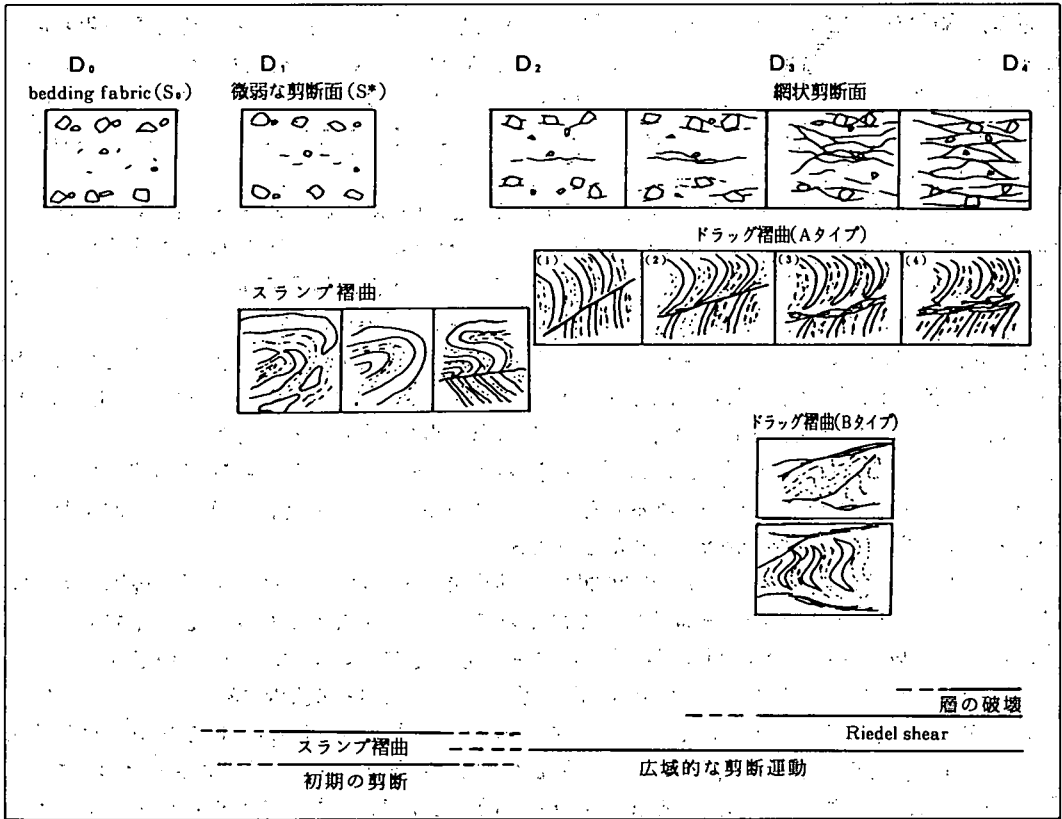 D₀ D₁ D₂ D₃ D₄
bedding fabric (S₀) 微弱な剪断面 (S*) 網状剪断面
ドラッグ褶曲(Aタイプ)
(1) (2) (3) (4)
スランプ褶曲
ドラッグ褶曲(Bタイプ)
層の破壊
Riedel shear
スランプ褶曲
広域的な剪断運動
初期の剪断